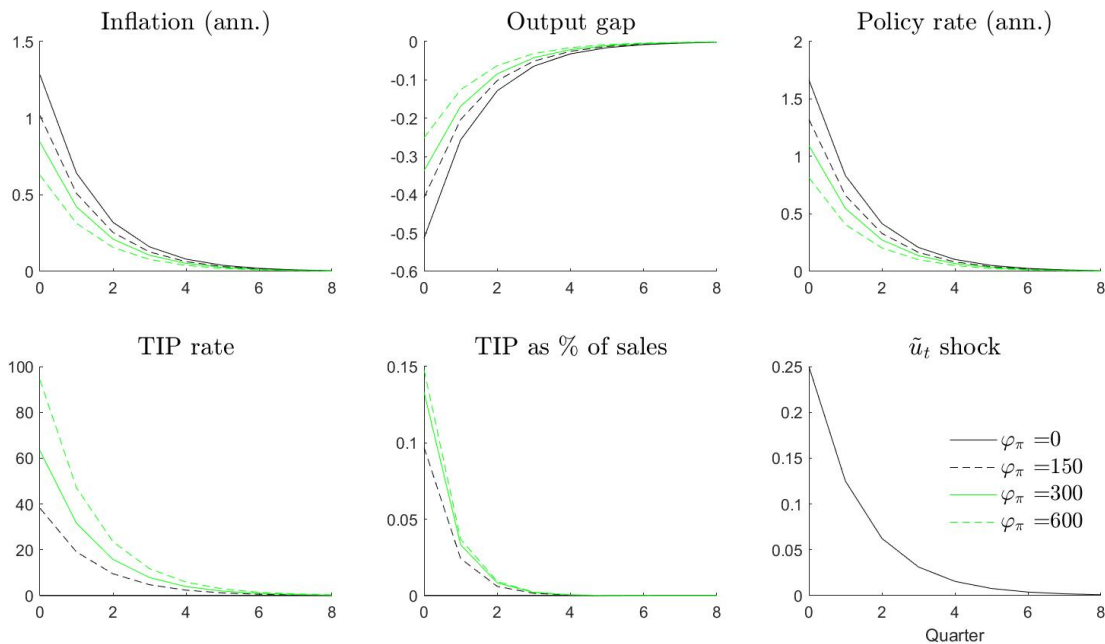 Inflation (ann.)
1.5
1
0.5
0
0 2 4 6 8
Output gap
0
-0.1
-0.2
-0.3
-0.4
-0.5
-0.6
0 2 4 6 8
Policy rate (ann.)
2
1.5
1
0.5
0
0 2 4 6 8
TIP rate
100
80
60
40
20
0
0 2 4 6 8
TIP as % of sales
0.15
0.1
0.05
0
0 2 4 6 8
ũₜ shock
0.25
0.2
0.15
0.1
0.05
0
0 2 4 6 8
Quarter
φπ =0
φπ =150
φπ =300
φπ =600